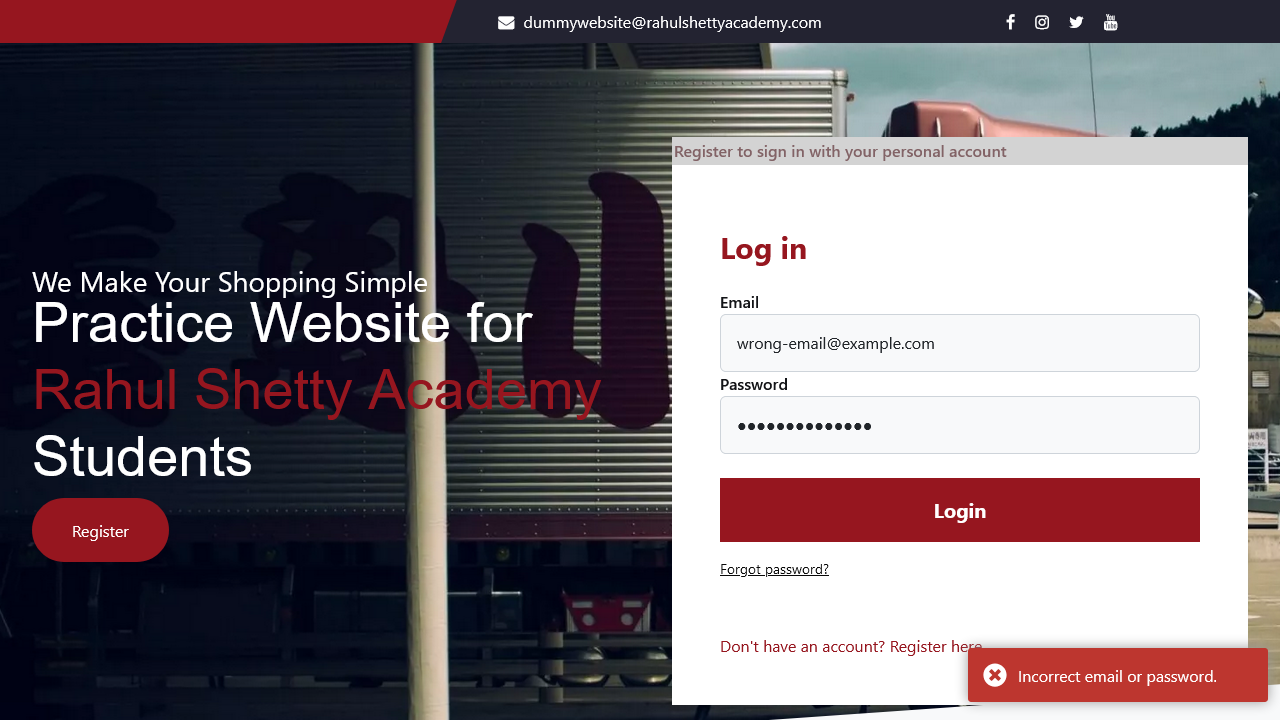 dummywebsite@rahulshettyacademy.com
Register to sign in with your personal account
We Make Your Shopping Simple
Practice Website for
Rahul Shetty Academy
Students
Register
Log in
Email
wrong-email@example.com
Password
Login
Forgot password?
Don't have an account? Register here
Incorrect email or password.